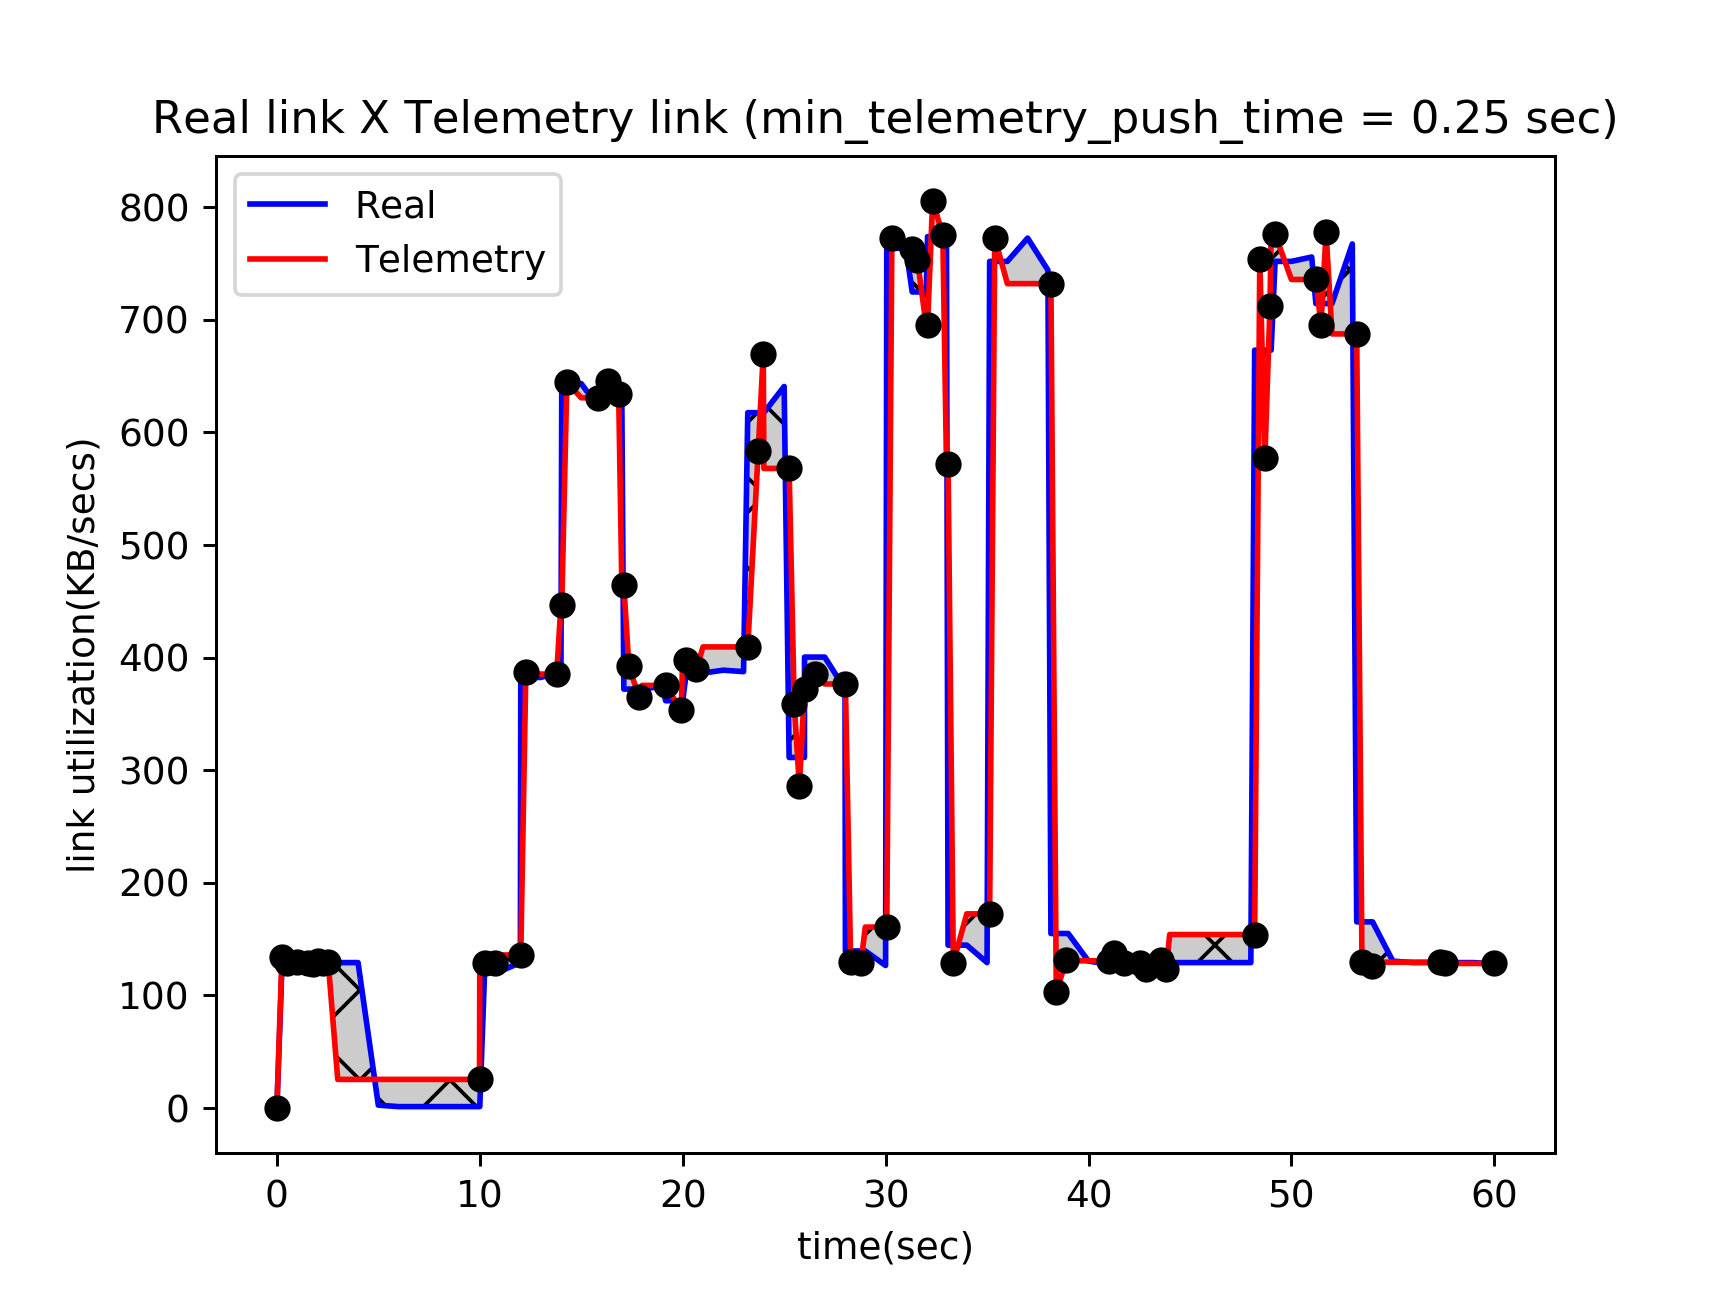 Real link X Telemetry link (min_telemetry_push_time = 0.25 sec)
Real
Telemetry
800
700
600
500
400
300
200
100
0
link utilization(KB/secs)
0 10 20 30 40 50 60
time(sec)